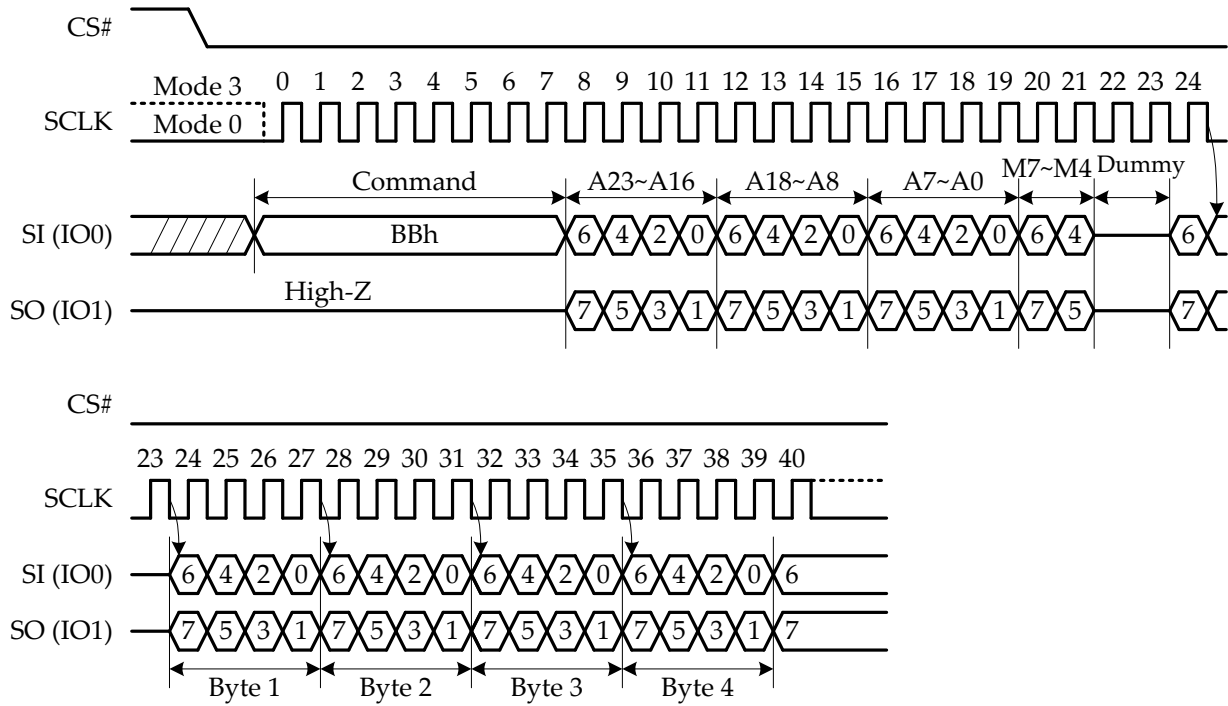 CS#
Mode 3 0 1 2 3 4 5 6 7 8 9 10 11 12 13 14 15 16 17 18 19 20 21 22 23 24
SCLK Mode 0
Command A23~A16 A18~A8 A7~A0 M7~M4 Dummy
SI (IO0) BBh 6 4 2 0 6 4 2 0 6 4 2 0 6 4 6
High-Z
SO (IO1) 7 5 3 1 7 5 3 1 7 5 3 1 7 5 7
CS#
23 24 25 26 27 28 29 30 31 32 33 34 35 36 37 38 39 40
SCLK
SI (IO0) 6 4 2 0 6 4 2 0 6 4 2 0 6 4 2 0 6
SO (IO1) 7 5 3 1 7 5 3 1 7 5 3 1 7 5 3 1 7
Byte 1 Byte 2 Byte 3 Byte 4